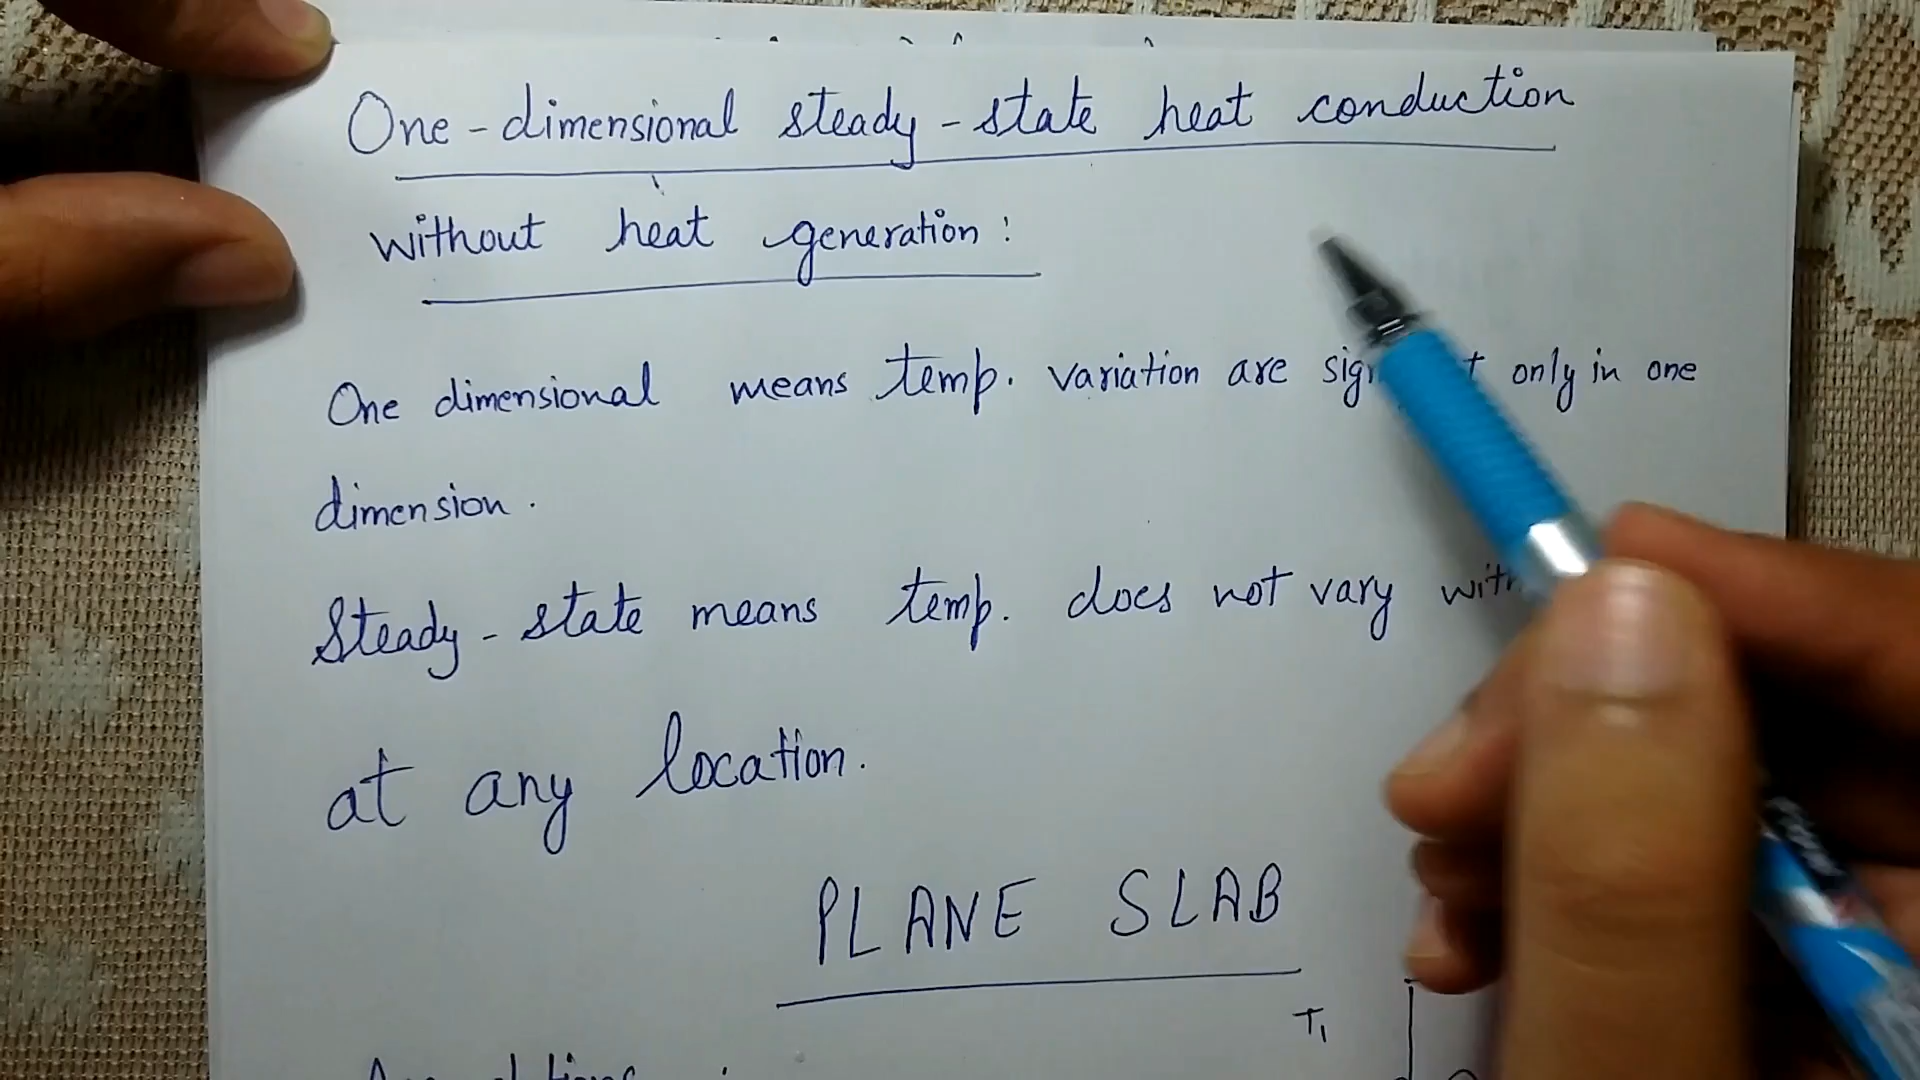 One-dimensional steady-state heat conduction
without heat generation:
One dimensional means temp. variation are only in one
dimension.
Steady-state means temp. does not vary
at any location.
PLANE SLAB
T1